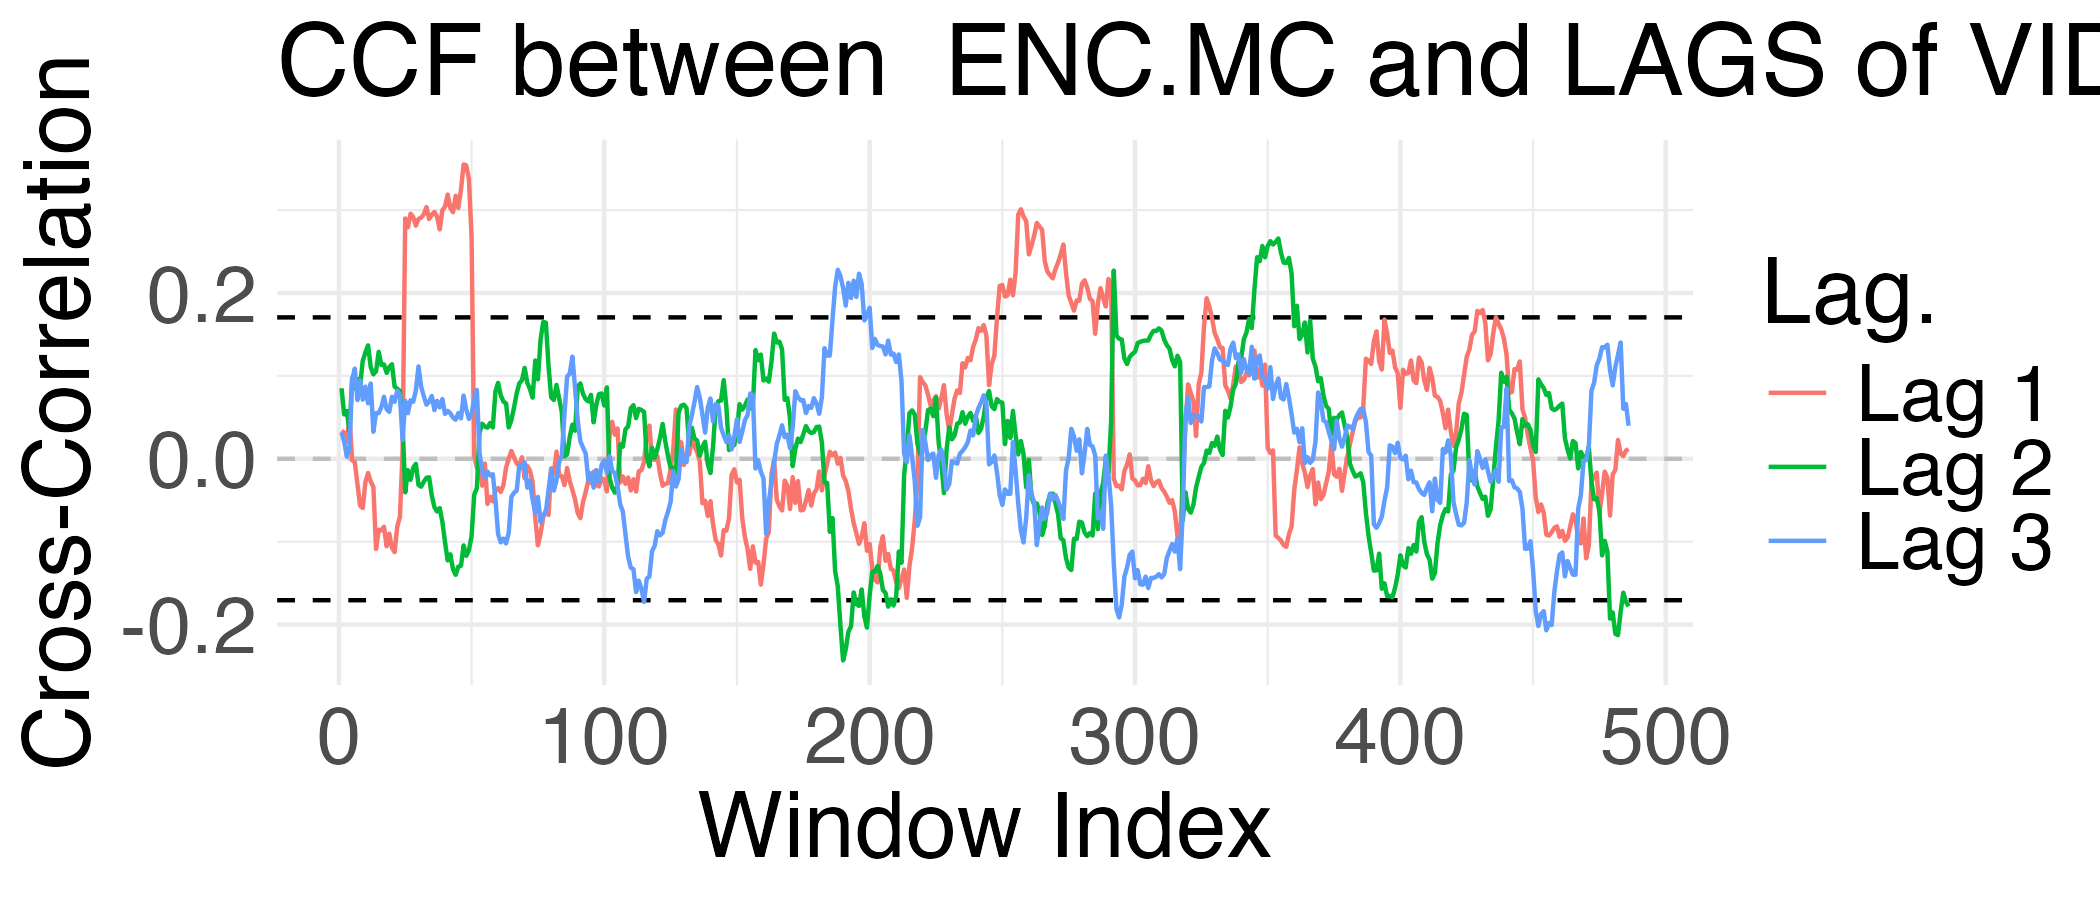 CCF between  ENC.MC and LAGS of VID
Cross-Correlation
0.2
0.0
-0.2
0 100 200 300 400 500
Window Index
Lag.
Lag 1
Lag 2
Lag 3